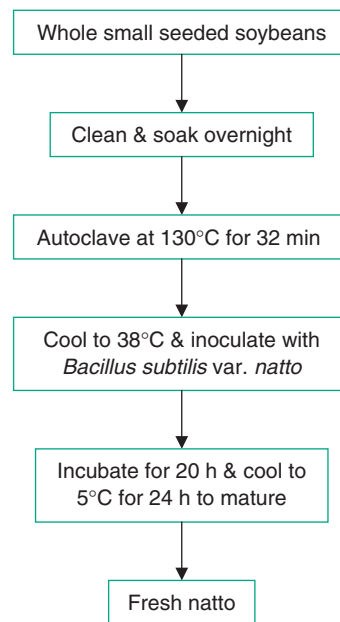 Whole small seeded soybeans
Clean & soak overnight
Autoclave at 130°C for 32 min
Cool to 38°C & inoculate with
Bacillus subtilis var. natto
Incubate for 20 h & cool to
5°C for 24 h to mature
Fresh natto